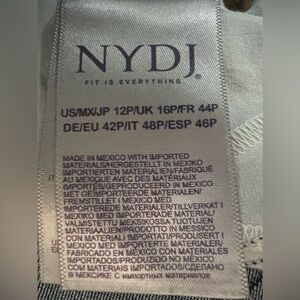 NYDJ®
FIT IS EVERYTHING
US/MX/JP 12P/UK 16P/FR 44P
DE/EU 42P/IT 48P/ESP 46P
MADE IN MEXICO WITH IMPORTED
MATERIALS/HERGESTELLT IN MEXIKO
IMPORTIERTEN MATERIALIEN/FABRIQUÉ
AU MEXIQUE AVEC DES MATÉRIAUX
IMPORTÉS/GEPRODUCEERD IN MEXICO
MET GEÏMPORTEERDE MATERIALEN/
FREMSTILLET I MEXICO MED
IMPORTEREDE MATERIALER/TILLVERKAT I
MEXIKO MED IMPORTERADE MATERIAL/
VALMISTETTU MEKSIKOSSA TUOTUJEN
MATERIAALIEN/PRODOTTO IN MESSICO
CON MATERIALI IMPORTATI/PRODUSERT I
MEXICO MED IMPORTERTE MATERIALER/
FABRICADO EN MÉXICO CON MATERIALES
IMPORTADOS/PRODUZIDO NO MÉXICO
COM MATERIAIS IMPORTADOS/СДЕЛАНО
В МЕКСИКЕ С импортных материалов